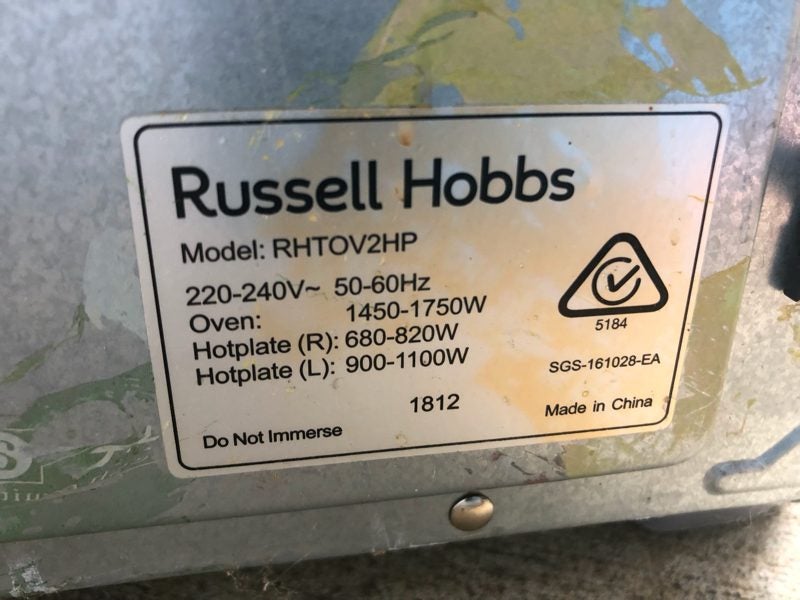 Russell Hobbs
Model: RHTOV2HP
220-240V~ 50-60Hz
Oven: 1450-1750W
Hotplate (R): 680-820W
Hotplate (L): 900-1100W
5184
SGS-161028-EA
1812
Made in China
Do Not Immerse